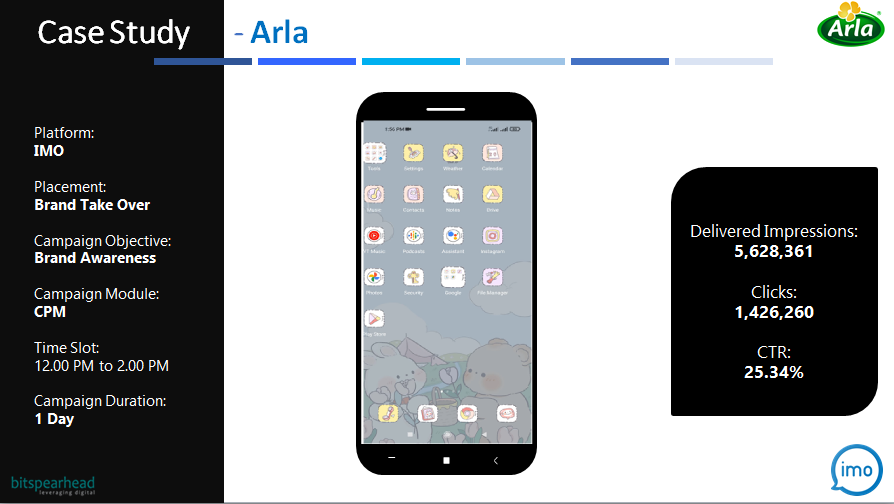 Case Study - Arla
Arla
Platform:
IMO
Placement:
Brand Take Over
Campaign Objective:
Brand Awareness
Campaign Module:
CPM
Time Slot:
12.00 PM to 2.00 PM
Campaign Duration:
1 Day
bitspearhead
leveraging digital
1:56 PM
Tools Settings Weather Calendar
Music Contacts Notes Drive
YT Music Podcasts Assistant Instagram
Photos Security Google File Manager
Play Store
Delivered Impressions:
5,628,361
Clicks:
1,426,260
CTR:
25.34%
imo